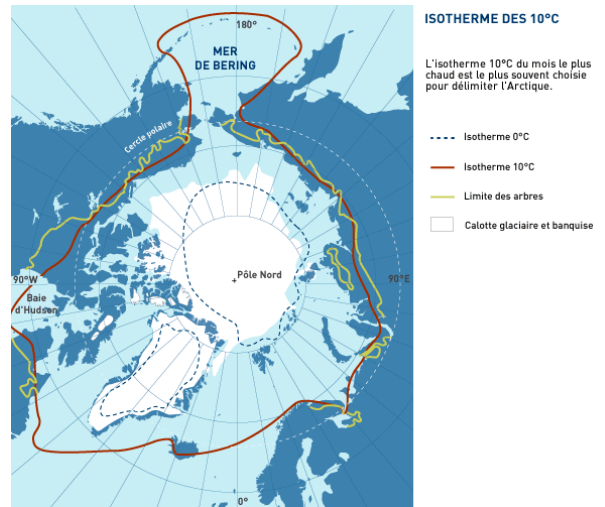 ISOTHERME DES 10°C
L'isotherme 10°C du mois le plus
chaud est le plus souvent choisie
pour délimiter l'Arctique.
Isotherme 0°C
Isotherme 10°C
Limite des arbres
Calotte glaciaire et banquise
180°
MER
DE BERING
Cercle polaire
90°W
Pôle Nord
90°E
Baie
d'Hudson
0°